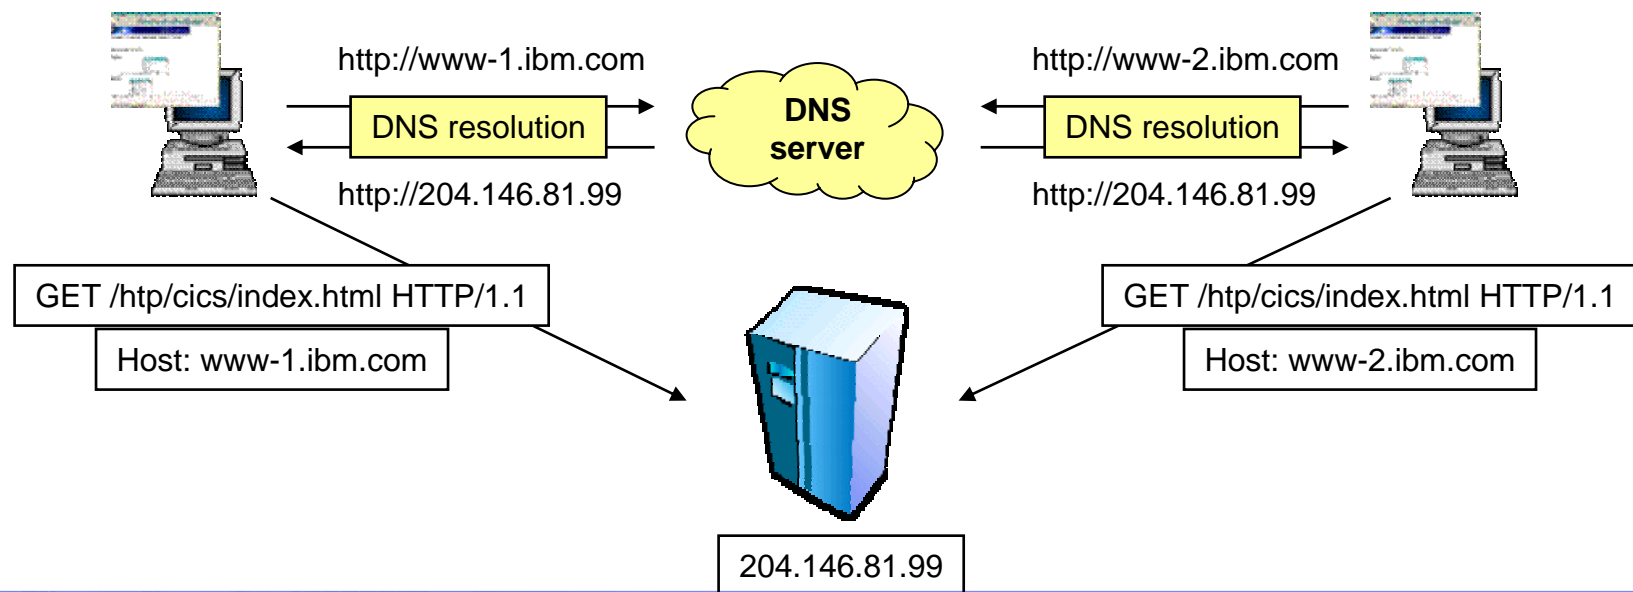 http://www-1.ibm.com
http://www-2.ibm.com
DNS resolution
DNS
server
DNS resolution
http://204.146.81.99
http://204.146.81.99
GET /htp/cics/index.html HTTP/1.1
GET /htp/cics/index.html HTTP/1.1
Host: www-1.ibm.com
Host: www-2.ibm.com
204.146.81.99